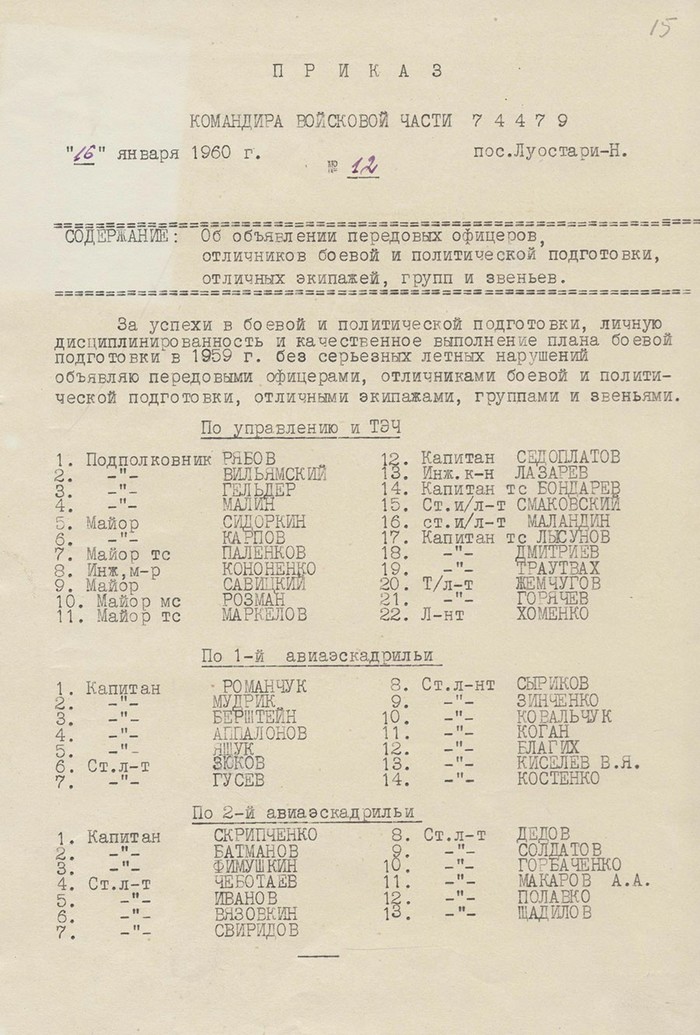 15
П Р И К А З
КОМАНДИРА ВОЙСКОВОЙ ЧАСТИ 7 4 4 7 9
"16" января 1960 г. № 12 пос.Луостари-Н.
СОДЕРЖАНИЕ: Об объявлении передовых офицеров,
отличников боевой и политической подготовки,
отличных экипажей, групп и звеньев.
За успехи в боевой и политической подготовки, личную
дисциплинированность и качественное выполнение плана боевой
подготовки в 1959 г. без серьезных летных нарушений
объявляю передовыми офицерами, отличниками боевой и полити-
ческой подготовки, отличными экипажами, группами и звеньями.
По управлению и ТЭЧ
1. Подполковник РЯБОВ
2. -"- ВИЛЬЯМСКИЙ
3. -"- ГЕЛЬДЕР
4. -"- МАЛИН
5. Майор СИДОРКИН
6. -"- КАРПОВ
7. Майор тс ПАЛЕНКОВ
8. Инж,м-р КОНОНЕНКО
9. Майор САВИЦКИЙ
10. Майор мс РОЗМАН
11. Майор тс МАРКЕЛОВ
12. Капитан СЕДОПЛАТОВ
13. Инж.к-н ЛАЗАРЕВ
14. Капитан тс БОНДАРЕВ
15. Ст.и/л-т СМАКОВСКИЙ
16. ст.и/л-т МАЛАНДИН
17. Капитан тс ЛЫСУНОВ
18. -"- ДМИТРИЕВ
19. -"- ТРАУТВАХ
20. Т/л-т ЖЕМЧУГОВ
21. -"- ГОРЯЧЕВ
22. Л-нт ХОМЕНКО
По 1-й авиаэскадрильи
1. Капитан РОМАНЧУК
2. -"- МУДРИК
3. -"- БЕРШТЕЙН
4. -"- АППАЛОНОВ
5. -"- ЯЩУК
6. Ст.л-т ЗЮКОВ
7. -"- ГУСЕВ
8. Ст.л-нт СЫРИКОВ
9. -"- ЗИНЧЕНКО
10. -"- КОВАЛЬЧУК
11. -"- КОГАН
12. -"- БЛАГИХ
13. -"- КИСЕЛЕВ В.Я.
14. -"- КОСТЕНКО
По 2-й авиаэскадрильи
1. Капитан СКРИПЧЕНКО
2. -"- БАТМАНОВ
3. -"- ФИМУШКИН
4. Ст.л-т ЧЕБОТАЕВ
5. -"- ИВАНОВ
6. -"- ВЯЗОВКИН
7. -"- СВИРИДОВ
8. Ст.л-т ДЕДОВ
9. -"- СОЛДАТОВ
10. -"- ГОРБАЧЕНКО
11. -"- МАКАРОВ А.А.
12. -"- ПОЛАВКО
13. -"- ЩАДИЛОВ